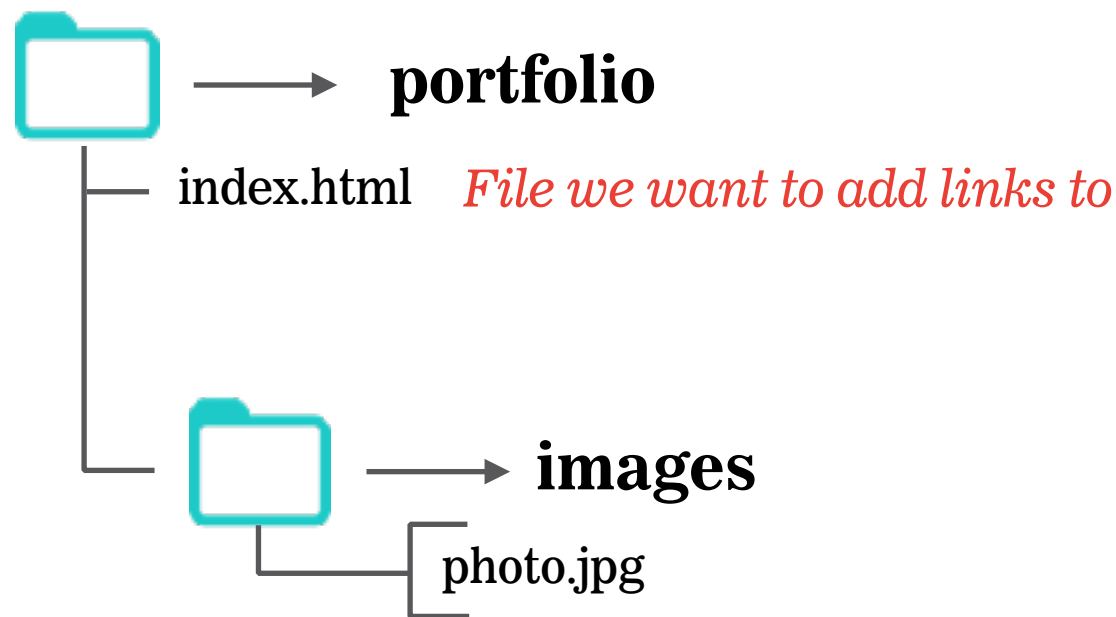 portfolio
index.html File we want to add links to
images
photo.jpg